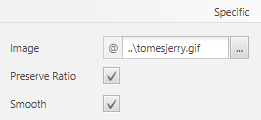 Specific
Image @ ..\tomesjerry.gif ...
Preserve Ratio
Smooth